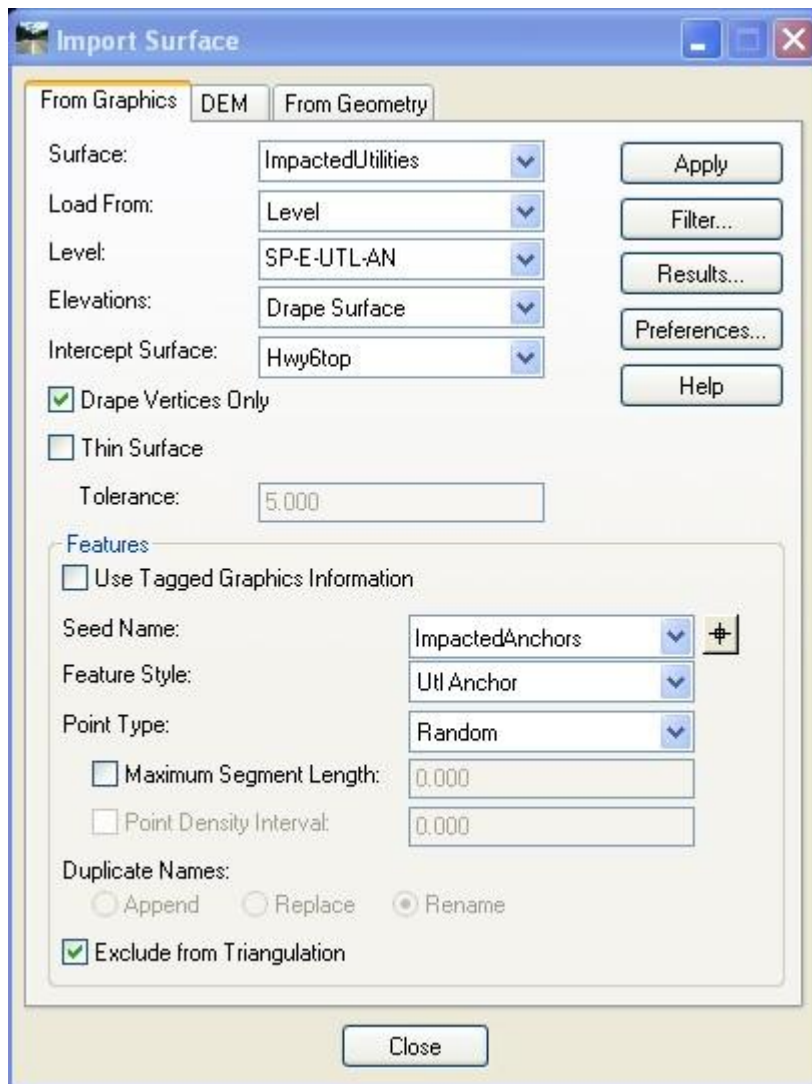 Import Surface
From Graphics DEM From Geometry
Surface: ImpactedUtilities Apply
Load From: Level Filter...
Level: SP-E-UTL-AN Results...
Elevations: Drape Surface Preferences...
Intercept Surface: Hwy6top Help
Drape Vertices Only
Thin Surface
Tolerance: 5.000
Features
Use Tagged Graphics Information
Seed Name: ImpactedAnchors
Feature Style: Utl Anchor
Point Type: Random
Maximum Segment Length: 0.000
Point Density Interval: 0.000
Duplicate Names:
Append Replace Rename
Exclude from Triangulation
Close